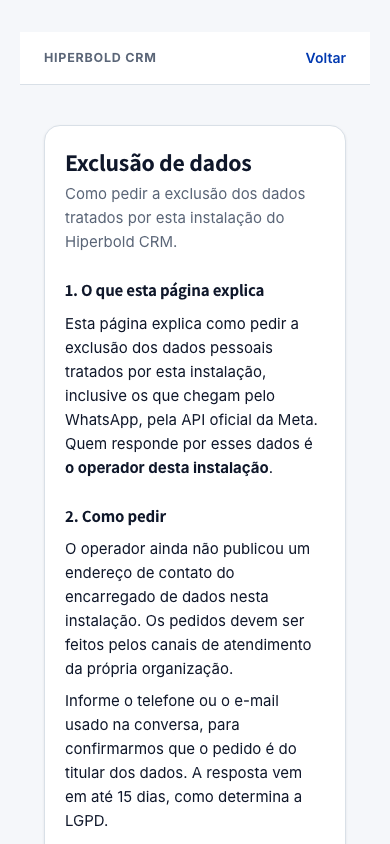 HIPERBOLD CRM
Voltar
Exclusão de dados
Como pedir a exclusão dos dados
tratados por esta instalação do
Hiperbold CRM.
1. O que esta página explica
Esta página explica como pedir a
exclusão dos dados pessoais
tratados por esta instalação,
inclusive os que chegam pelo
WhatsApp, pela API oficial da Meta.
Quem responde por esses dados é
o operador desta instalação.
2. Como pedir
O operador ainda não publicou um
endereço de contato do
encarregado de dados nesta
instalação. Os pedidos devem ser
feitos pelos canais de atendimento
da própria organização.
Informe o telefone ou o e-mail
usado na conversa, para
confirmarmos que o pedido é do
titular dos dados. A resposta vem
em até 15 dias, como determina a
LGPD.